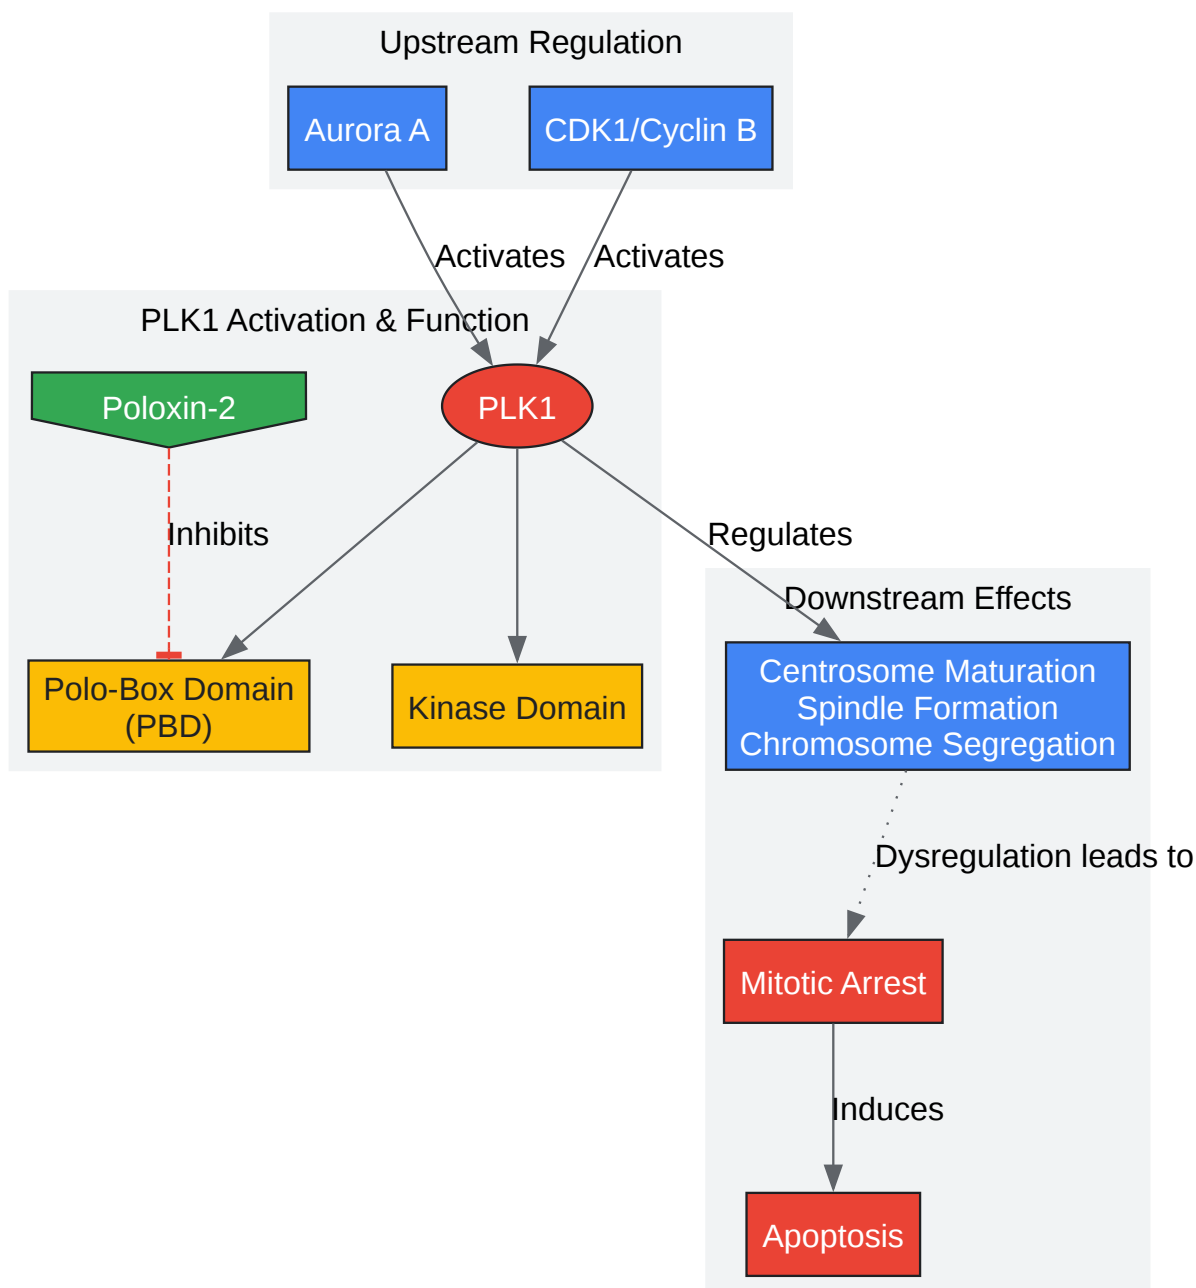 Upstream Regulation
Aurora A
CDK1/Cyclin B
Activates
Activates
PLK1 Activation & Function
Poloxin-2
PLK1
Inhibits
Regulates
Downstream Effects
Polo-Box Domain
(PBD)
Kinase Domain
Centrosome Maturation
Spindle Formation
Chromosome Segregation
Dysregulation leads to
Mitotic Arrest
Induces
Apoptosis